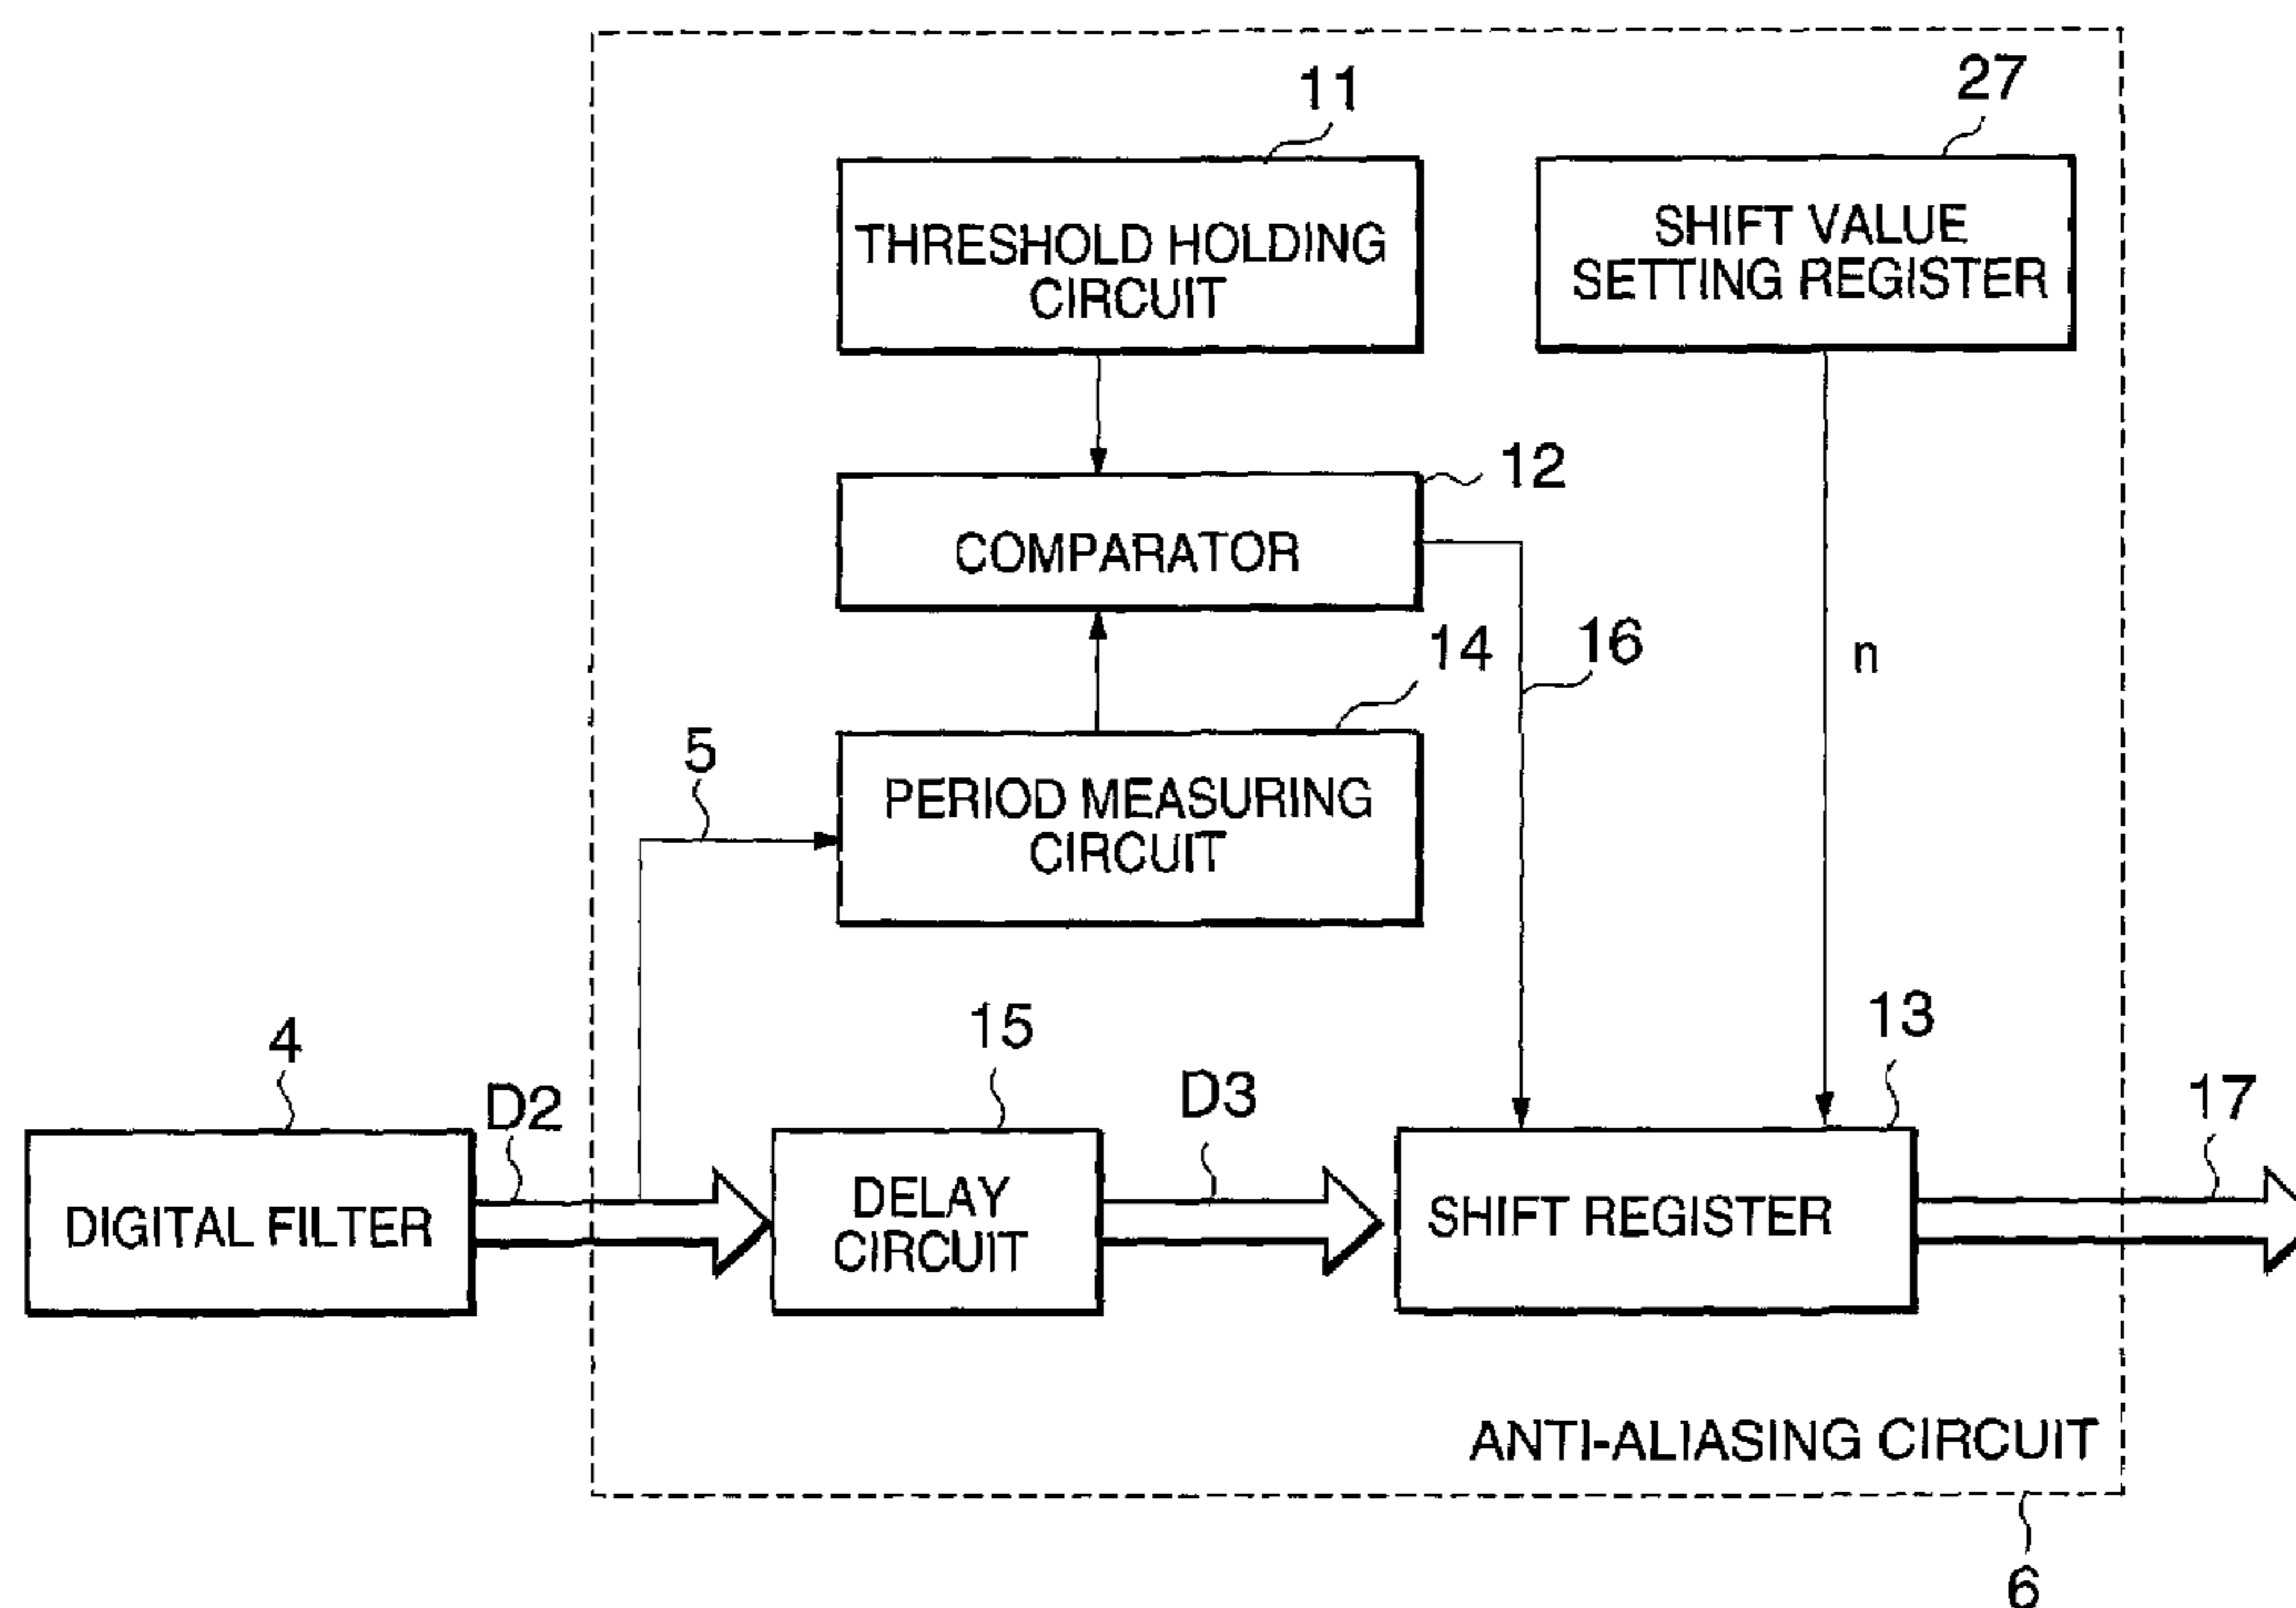 11
27
THRESHOLD HOLDING
CIRCUIT
SHIFT VALUE
SETTING REGISTER
12
COMPARATOR
16
n
14
5
PERIOD MEASURING
CIRCUIT
4
D2
15
D3
13
17
DIGITAL FILTER
DELAY
CIRCUIT
SHIFT REGISTER
ANTI-ALIASING CIRCUIT
6